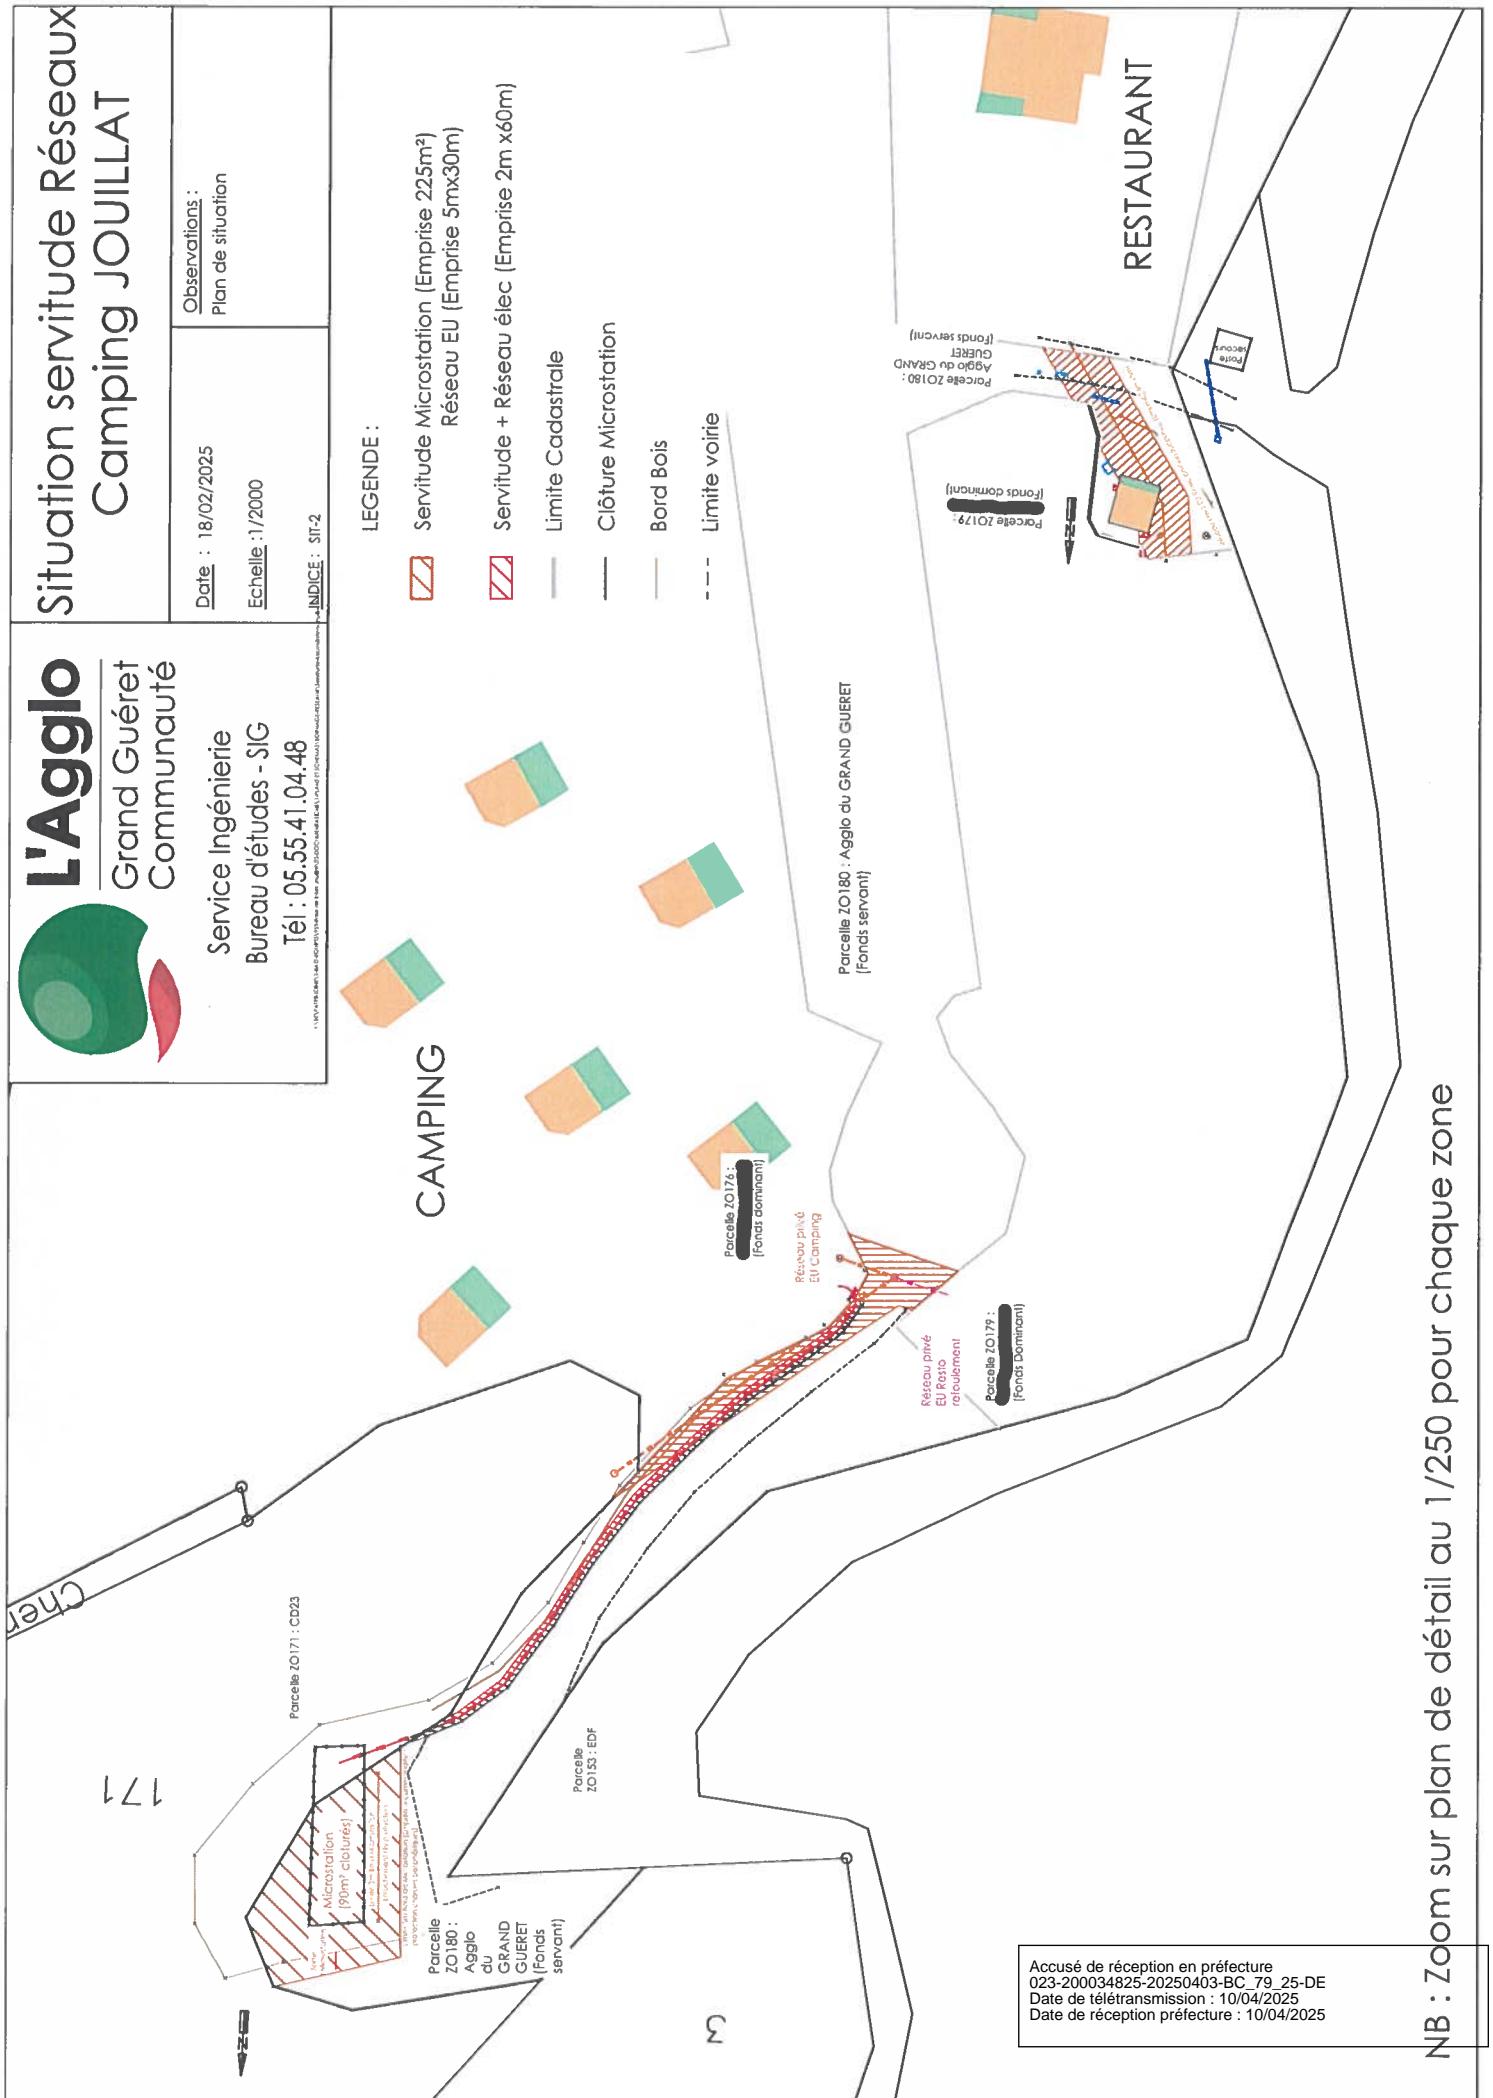 Situation servitude Réseaux
Camping JOUILLAT
L'Agglo
Grand Guéret
Communauté
Service Ingénierie
Bureau d'études - SIG
Tél : 05.55.41.04.48
Date : 18/02/2025
Echelle :1/2000
INDICE : SIT-2
Observations :
Plan de situation
LEGENDE :
Servitude Microstation (Emprise 225m²)
Réseau EU (Emprise 5mx30m)
Servitude + Réseau élec (Emprise 2m x60m)
Limite Cadastrale
Clôture Microstation
Bord Bois
Limite voirie
CAMPING
RESTAURANT
Poste
secours
Parcelle ZO180 :
Agglo du GRAND
GUERET
(Fonds servant)
Parcelle ZO179 :
(Fonds dominant)
N
Parcelle ZO180 : Agglo du GRAND GUERET
(Fonds servant)
Parcelle ZO176 :
(Fonds dominant)
Réseau privé
EU Camping
Réseau privé
EU Resto
refoulement
Parcelle ZO179 :
(Fonds Dominant)
Cher
Parcelle ZO171 : CD23
171
Parcelle
ZO153 : EDF
Microstation
(90m² cloturés)
Parcelle
ZO180 :
Agglo
du
GRAND
GUERET
(Fonds
servant)
N
3
NB : Zoom sur plan de détail au 1/250 pour chaque zone
Accusé de réception en préfecture
023-200034825-20250403-BC_79_25-DE
Date de télétransmission : 10/04/2025
Date de réception préfecture : 10/04/2025